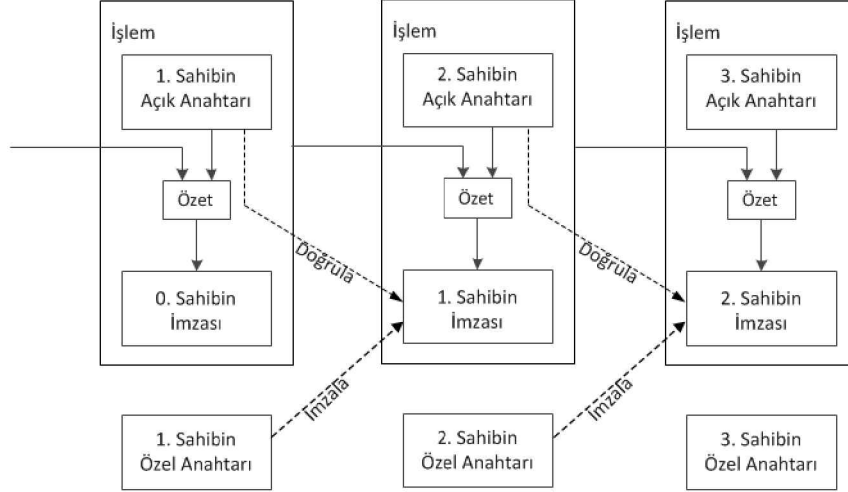 İşlem
1. Sahibin
Açık Anahtarı
Özet
0. Sahibin
İmzası
İşlem
2. Sahibin
Açık Anahtarı
Özet
1. Sahibin
İmzası
İşlem
3. Sahibin
Açık Anahtarı
Özet
2. Sahibin
İmzası
Doğrula
Doğrula
İmzala
İmzala
1. Sahibin
Özel Anahtarı
2. Sahibin
Özel Anahtarı
3. Sahibin
Özel Anahtarı